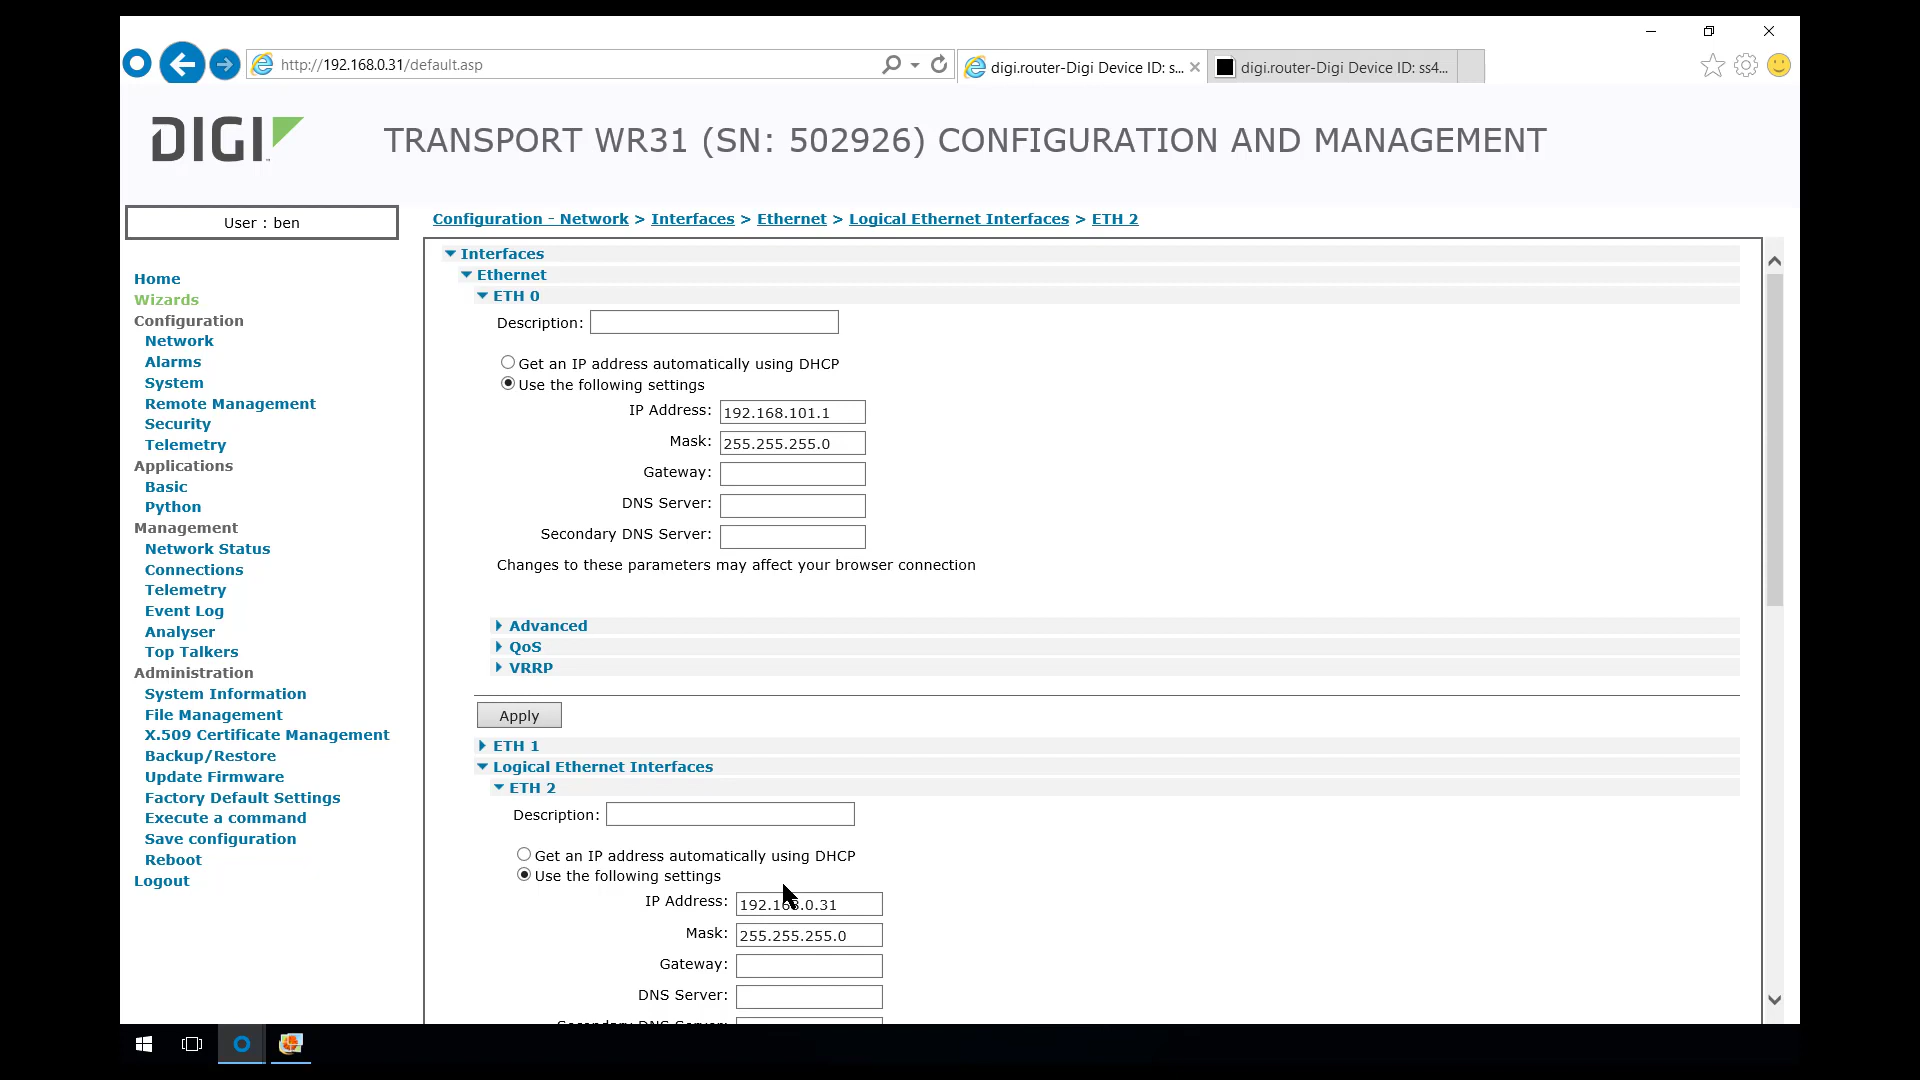 http://192.168.0.31/default.asp
digi.router-Digi Device ID: s...
digi.router-Digi Device ID: ss4...
DIGI
TRANSPORT WR31 (SN: 502926) CONFIGURATION AND MANAGEMENT
User : ben
Configuration - Network > Interfaces > Ethernet > Logical Ethernet Interfaces > ETH 2
Home
Wizards
Configuration
Network
Alarms
System
Remote Management
Security
Telemetry
Applications
Basic
Python
Management
Network Status
Connections
Telemetry
Event Log
Analyser
Top Talkers
Administration
System Information
File Management
X.509 Certificate Management
Backup/Restore
Update Firmware
Factory Default Settings
Execute a command
Save configuration
Reboot
Logout
Interfaces
Ethernet
ETH 0
Description:
Get an IP address automatically using DHCP
Use the following settings
IP Address: 192.168.101.1
Mask: 255.255.255.0
Gateway:
DNS Server:
Secondary DNS Server:
Changes to these parameters may affect your browser connection
Advanced
QoS
VRRP
Apply
ETH 1
Logical Ethernet Interfaces
ETH 2
Description:
Get an IP address automatically using DHCP
Use the following settings
IP Address: 192.168.0.31
Mask: 255.255.255.0
Gateway:
DNS Server:
Secondary DNS Server: